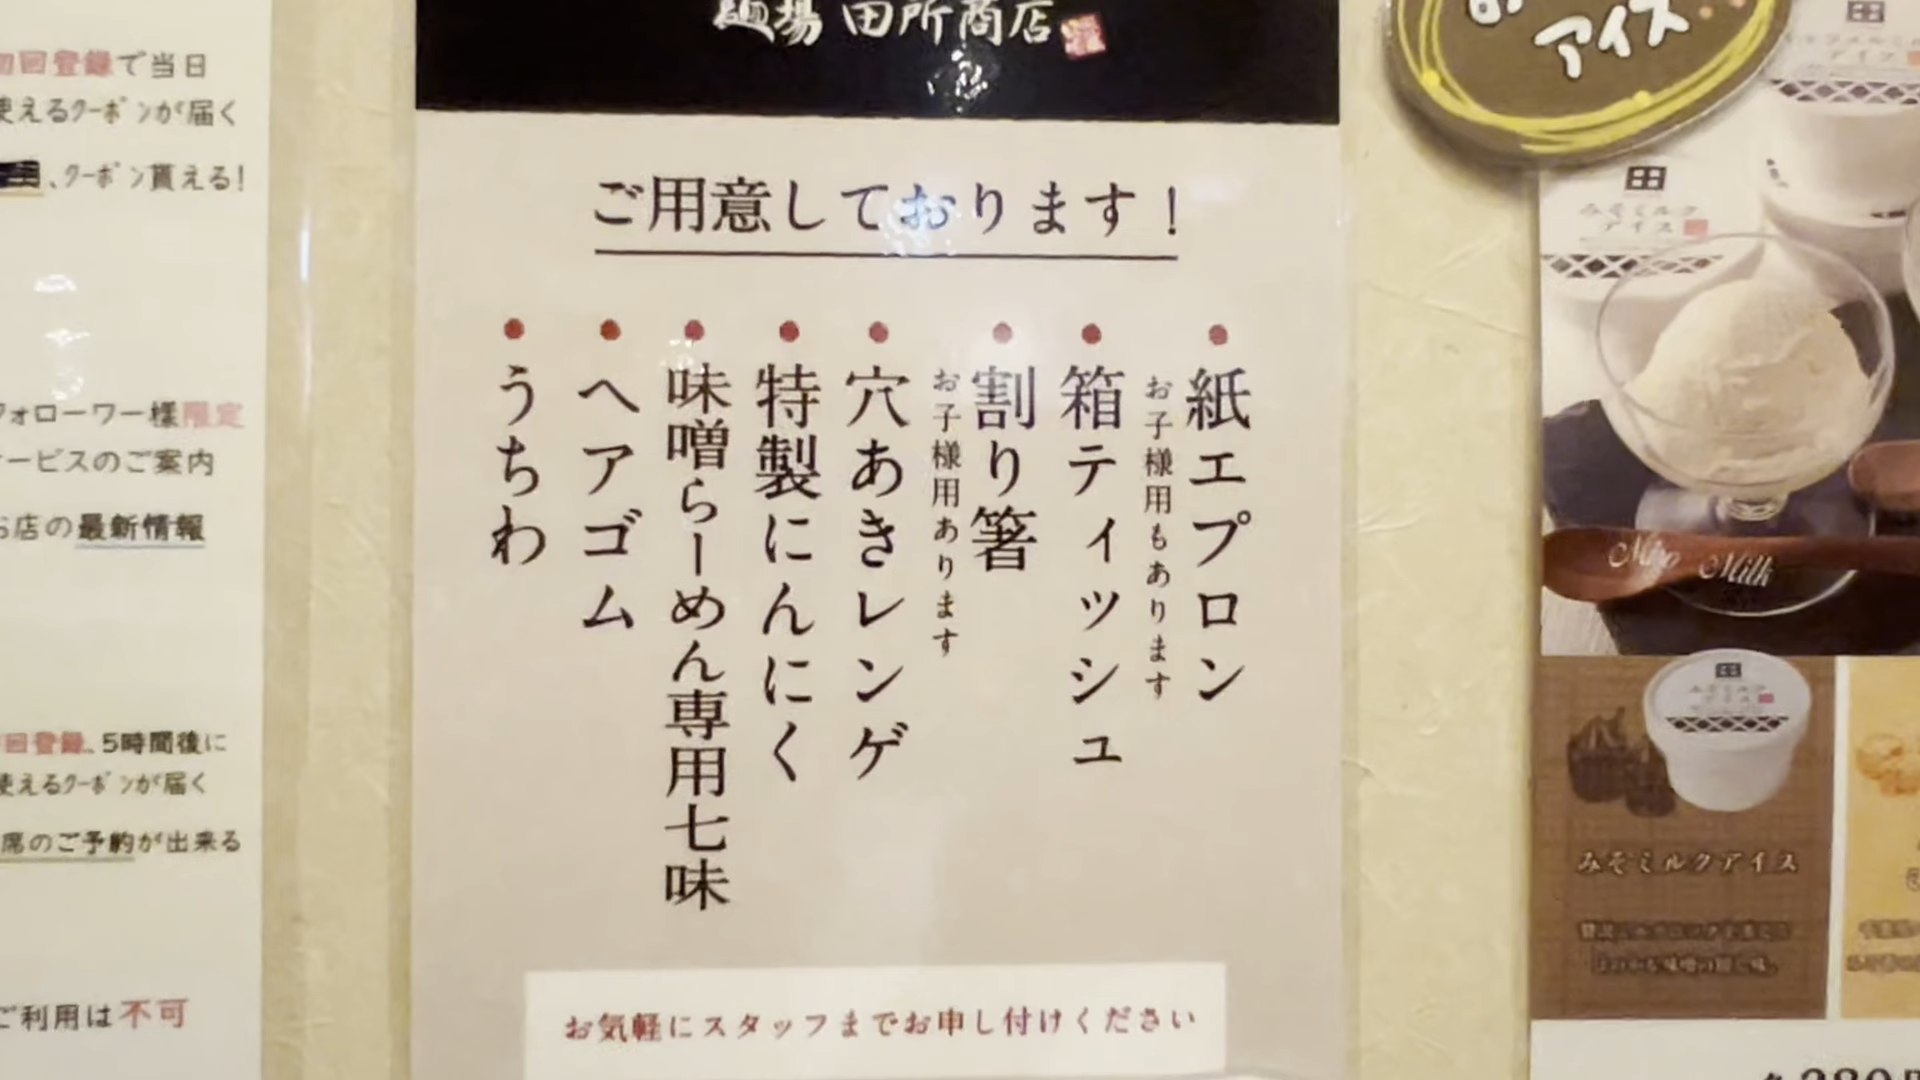 初回登録で当日
使えるクーポンが届く
、クーポン貰える!
フォローワー様限定
サービスのご案内
お店の最新情報
初回登録、5時間後に
使えるクーポンが届く
席のご予約が出来る
ご利用は不可
麺場 田所商店
ご用意しております!
・紙エプロン
お子様用もあります
・箱ティッシュ
・割り箸
お子様用あります
・穴あきレンゲ
・特製にんにく
・味噌らーめん専用七味
・ヘアゴム
・うちわ
お気軽にスタッフまでお申し付けください
アイス
田
みそミルク
アイス
Miso Milk
みそミルク
アイス
みそミルクアイス